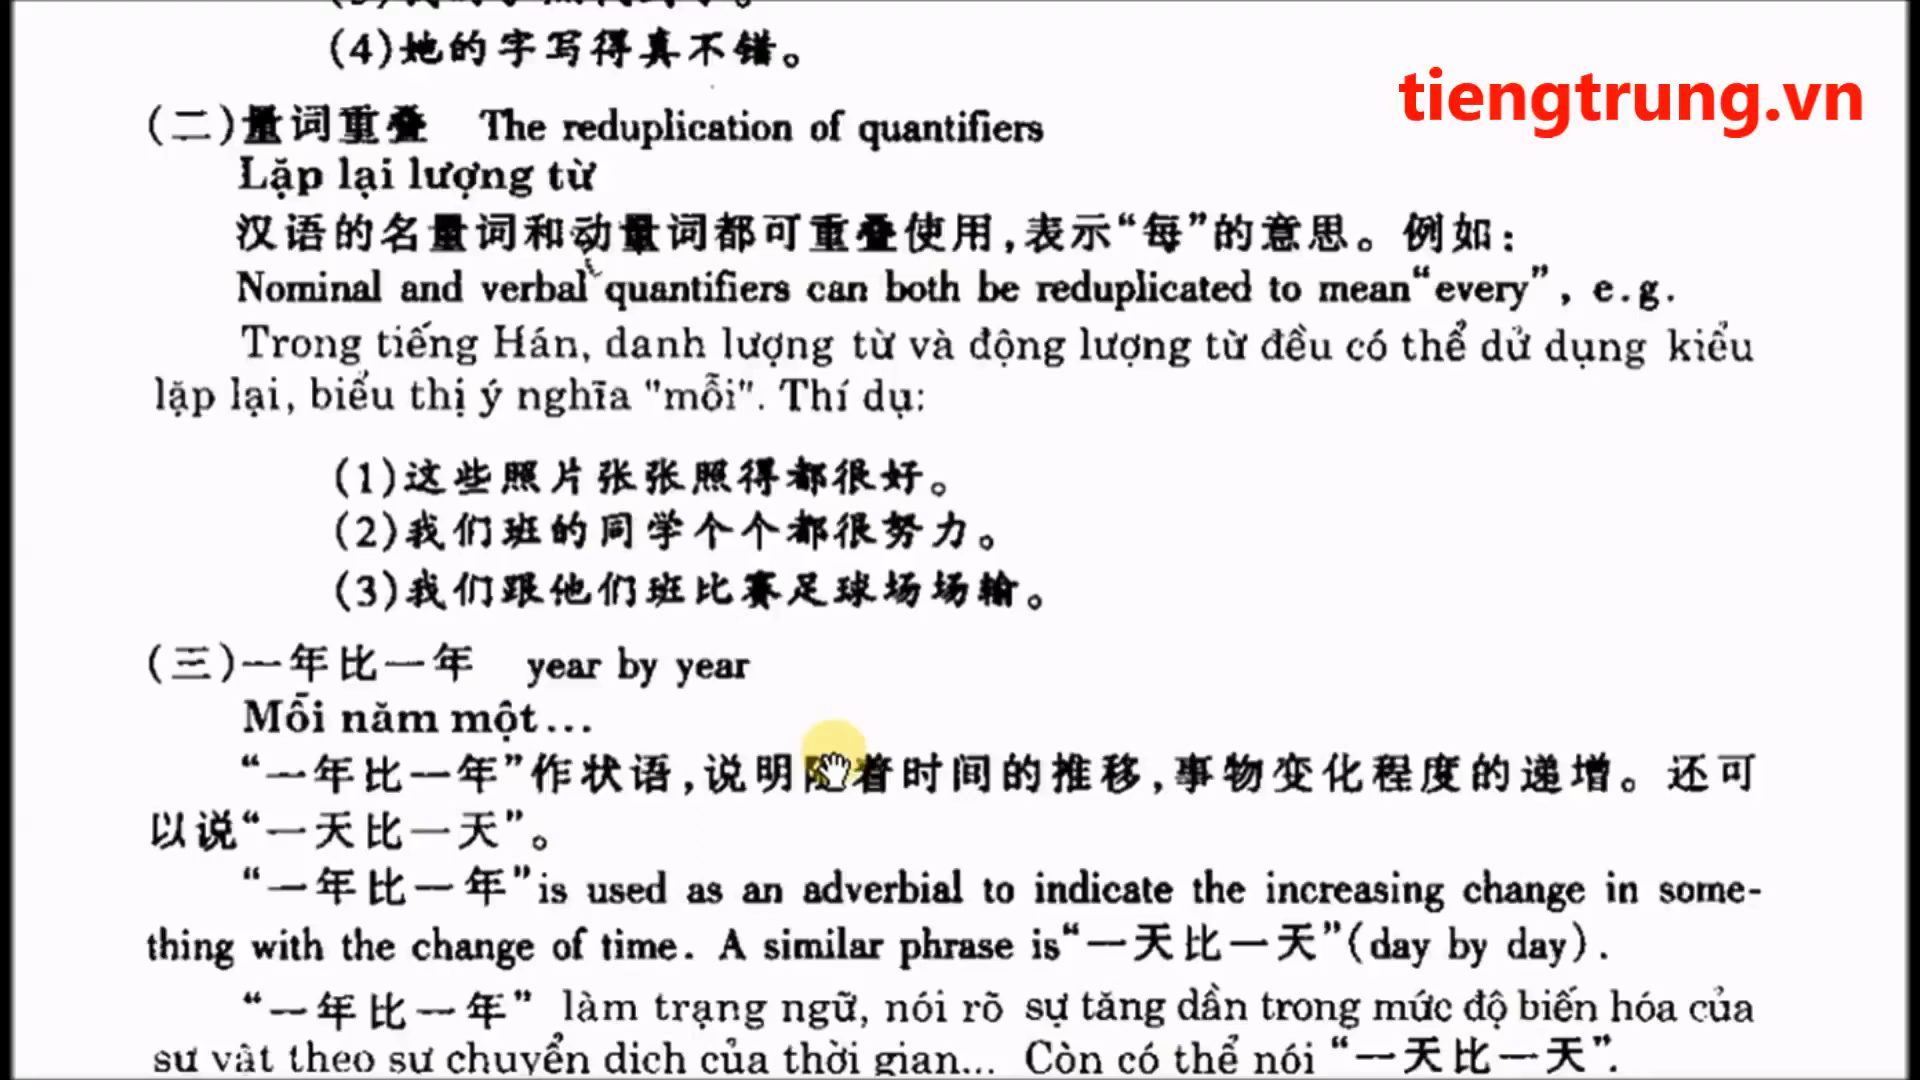 (4)她的字写得真不错。
tiengtrung.vn
(二)量词重叠 The reduplication of quantifiers
Lặp lại lượng từ
汉语的名量词和动量词都可重叠使用,表示“每”的意思。例如:
Nominal and verbal quantifiers can both be reduplicated to mean“every”, e.g.
Trong tiếng Hán, danh lượng từ và động lượng từ đều có thể dử dụng kiểu
lặp lại, biểu thị ý nghĩa "mỗi". Thí dụ:
(1)这些照片张张照得都很好。
(2)我们班的同学个个都很努力。
(3)我们跟他们班比赛足球场场输。
(三)一年比一年 year by year
Mỗi năm một...
“一年比一年”作状语,说明随着时间的推移,事物变化程度的递增。还可
以说“一天比一天”。
“一年比一年”is used as an adverbial to indicate the increasing change in some-
thing with the change of time. A similar phrase is“一天比一天”(day by day).
“一年比一年” làm trạng ngữ, nói rõ sự tăng dần trong mức độ biến hóa của
sự vật theo sự chuyển dịch của thời gian... Còn có thể nói “一天比一天”.